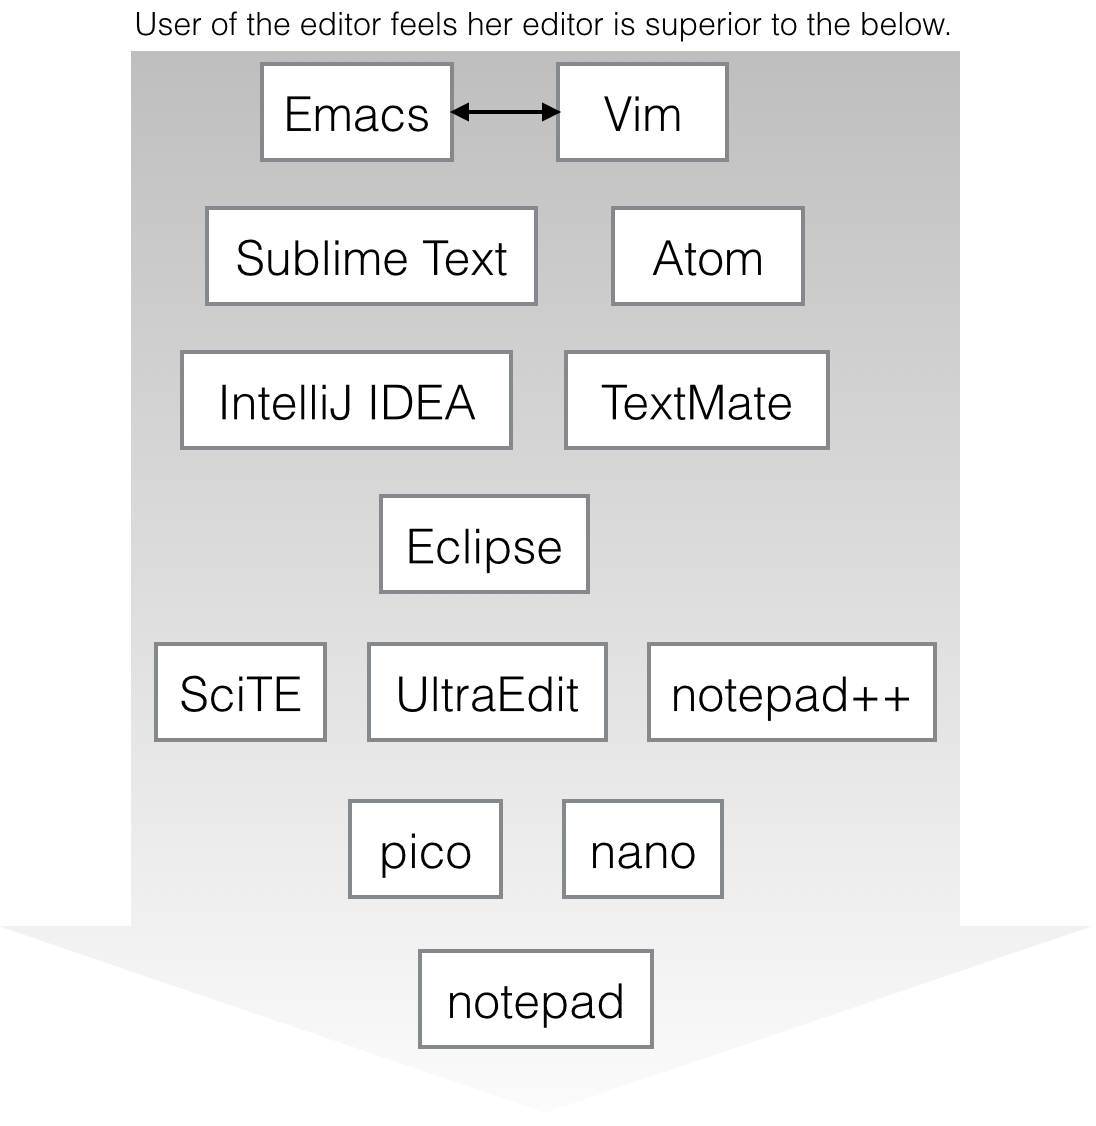 User of the editor feels her editor is superior to the below.
Emacs Vim
Sublime Text Atom
IntelliJ IDEA TextMate
Eclipse
SciTE UltraEdit notepad++
pico nano
notepad